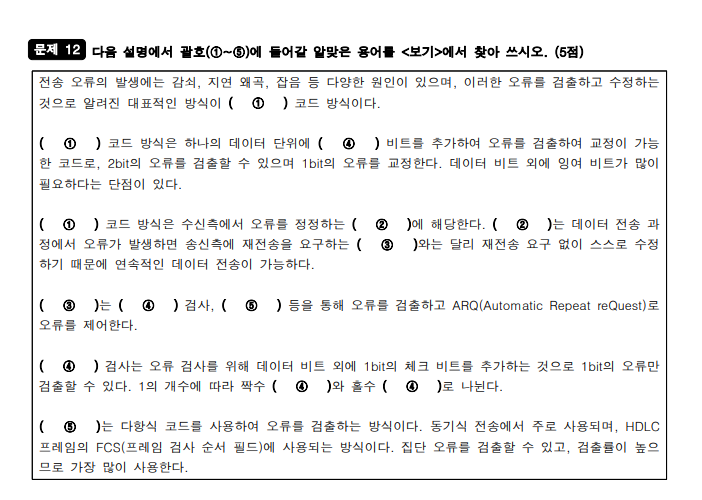 문제 12 다음 설명에서 괄호(①~⑤)에 들어갈 알맞은 용어를 <보기>에서 찾아 쓰시오. (5점)
전송 오류의 발생에는 감쇠, 지연 왜곡, 잡음 등 다양한 원인이 있으며, 이러한 오류를 검출하고 수정하는
것으로 알려진 대표적인 방식이 ( ① ) 코드 방식이다.
( ① ) 코드 방식은 하나의 데이터 단위에 ( ④ ) 비트를 추가하여 오류를 검출하여 교정이 가능
한 코드로, 2bit의 오류를 검출할 수 있으며 1bit의 오류를 교정한다. 데이터 비트 외에 잉여 비트가 많이
필요하다는 단점이 있다.
( ① ) 코드 방식은 수신측에서 오류를 정정하는 ( ② )에 해당한다. ( ② )는 데이터 전송 과
정에서 오류가 발생하면 송신측에 재전송을 요구하는 ( ③ )와는 달리 재전송 요구 없이 스스로 수정
하기 때문에 연속적인 데이터 전송이 가능하다.
( ③ )는 ( ④ ) 검사, ( ⑤ ) 등을 통해 오류를 검출하고 ARQ(Automatic Repeat reQuest)로
오류를 제어한다.
( ④ ) 검사는 오류 검사를 위해 데이터 비트 외에 1bit의 체크 비트를 추가하는 것으로 1bit의 오류만
검출할 수 있다. 1의 개수에 따라 짝수 ( ④ )와 홀수 ( ④ )로 나뉜다.
( ⑤ )는 다항식 코드를 사용하여 오류를 검출하는 방식이다. 동기식 전송에서 주로 사용되며, HDLC
프레임의 FCS(프레임 검사 순서 필드)에 사용되는 방식이다. 집단 오류를 검출할 수 있고, 검출률이 높으
므로 가장 많이 사용한다.